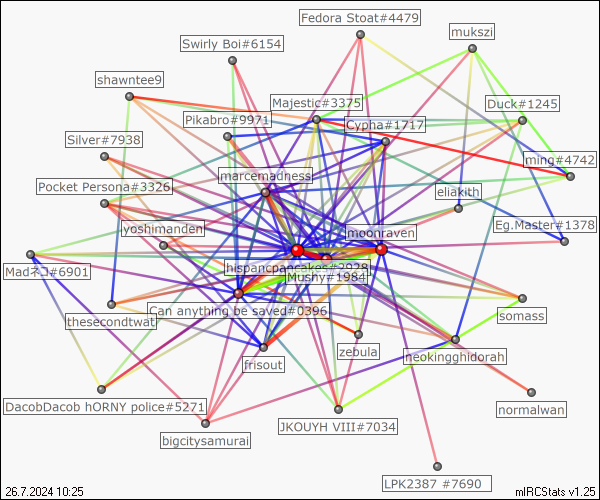 Fedora Stoat#4479
mukszi
Swirly Boi#6154
shawntee9
Majestic#3375
Duck#1245
Pikabro#9971
Cypha#1717
Silver#7938
ming#4742
marcemadness
Pocket Persona#3326
eliakith
yoshimanden
moonraven
Eg.Master#1378
hispancpancakes#2928
Madネコ#6901
Mushy#1984
Can anything be saved#0396
somass
thesecondtwat
zebula
neokingghidorah
frisout
DacobDacob hORNY police#5271
normalwan
JKOUYH VIII#7034
bigcitysamurai
LPK2387 #7690
26.7.2024 10:25
mIRCStats v1.25